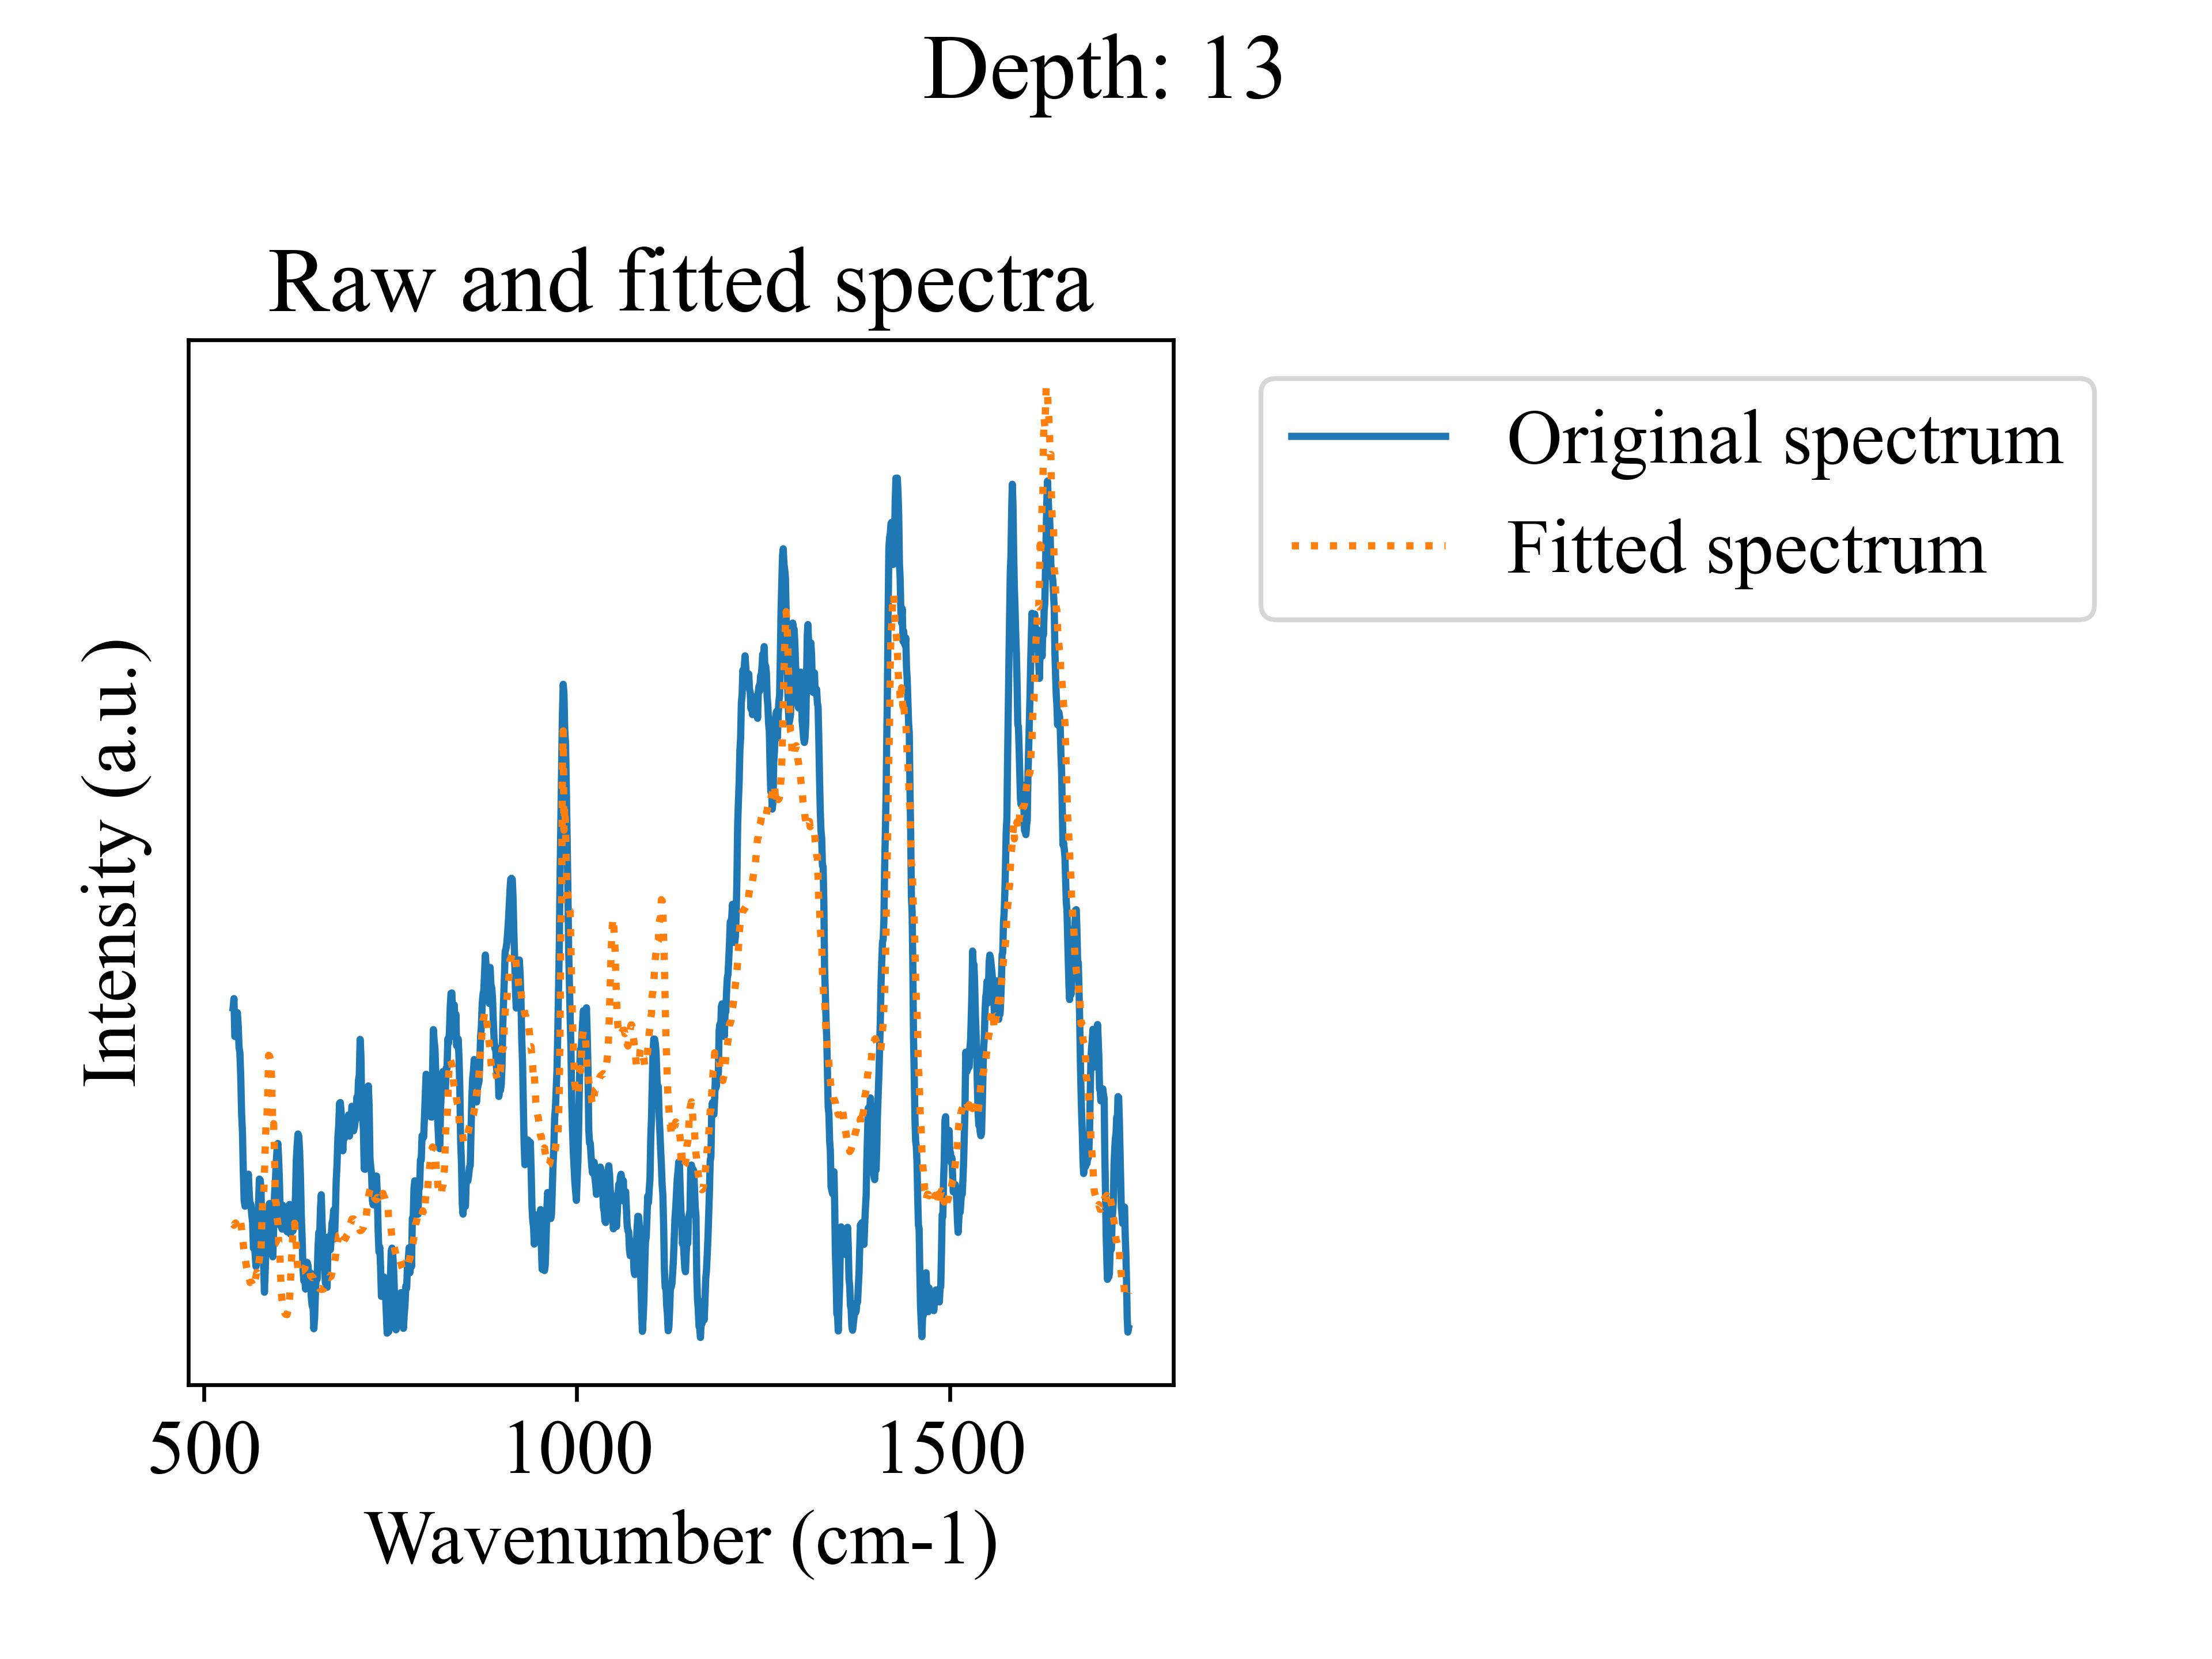 Depth: 13
Raw and fitted spectra
Original spectrum
Fitted spectrum
Intensity (a.u.)
500 1000 1500
Wavenumber (cm-1)